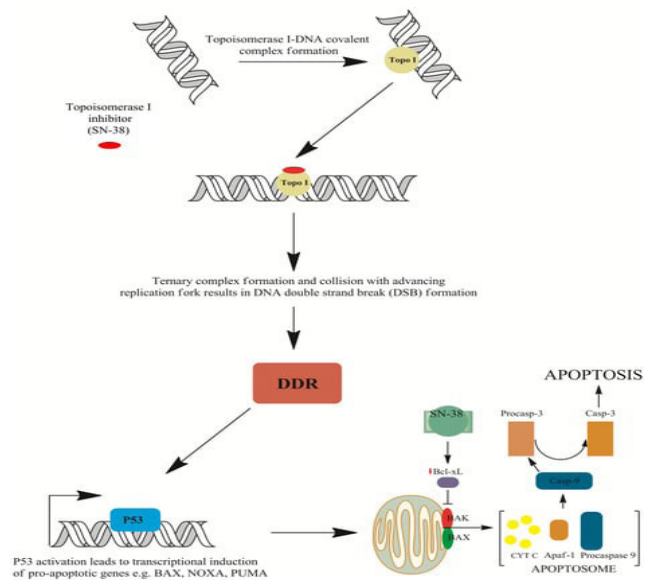 Topoisomerase I-DNA covalent
complex formation
Topo I
Topoisomerase I
inhibitor
(SN-38)
Topo I
Ternary complex formation and collision with advancing
replication fork results in DNA double strand break (DSB) formation
DDR
APOPTOSIS
SN-38
Procasp-3
Casp-3
Bcl-xL
Casp-9
P53
BAK
BAX
CYT C
Apaf-1
Procaspase 9
APOPTOSOME
P53 activation leads to transcriptional induction
of pro-apoptotic genes e.g. BAX, NOXA, PUMA